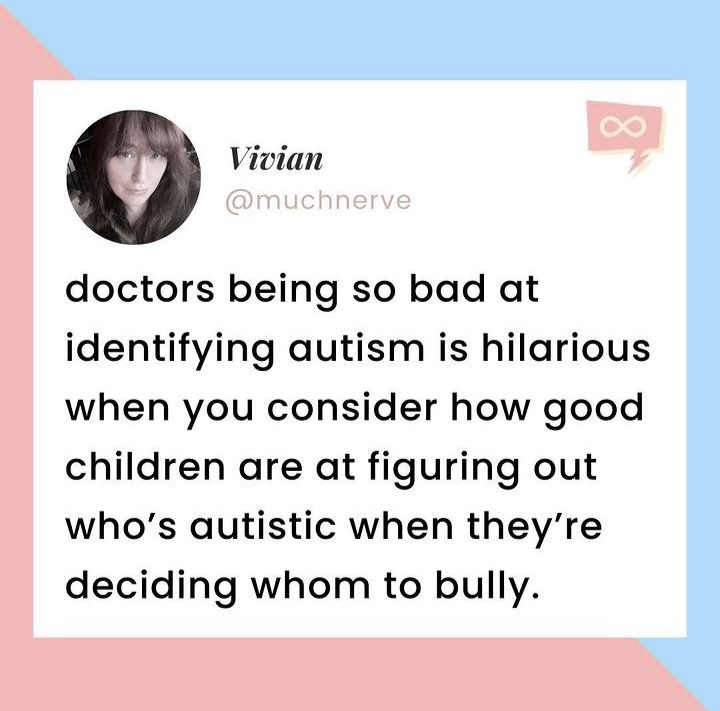 Vivian
@muchnerve
doctors being so bad at
identifying autism is hilarious
when you consider how good
children are at figuring out
who’s autistic when they’re
deciding whom to bully.